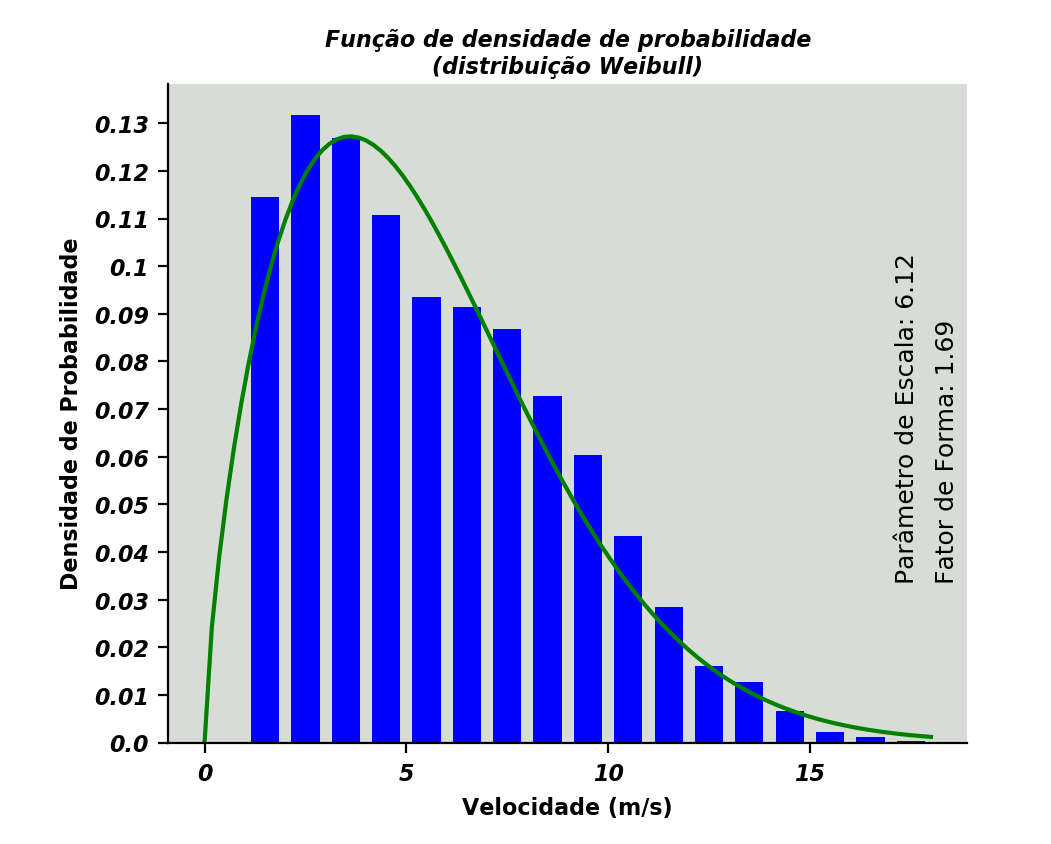 Função de densidade de probabilidade
(distribuição Weibull)
Densidade de Probabilidade
0.13
0.12
0.11
0.1
0.09
0.08
0.07
0.06
0.05
0.04
0.03
0.02
0.01
0.0
0 5 10 15
Velocidade (m/s)
Parâmetro de Escala: 6.12
Fator de Forma: 1.69